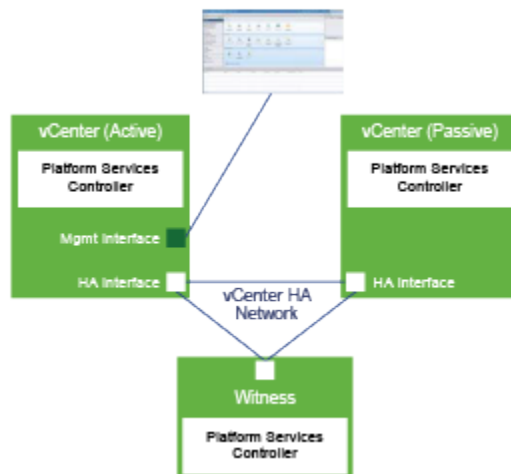 vCenter (Active)
Platform Services
Controller
Mgmt Interface
HA Interface
vCenter (Passive)
Platform Services
Controller
HA Interface
vCenter HA
Network
Witness
Platform Services
Controller